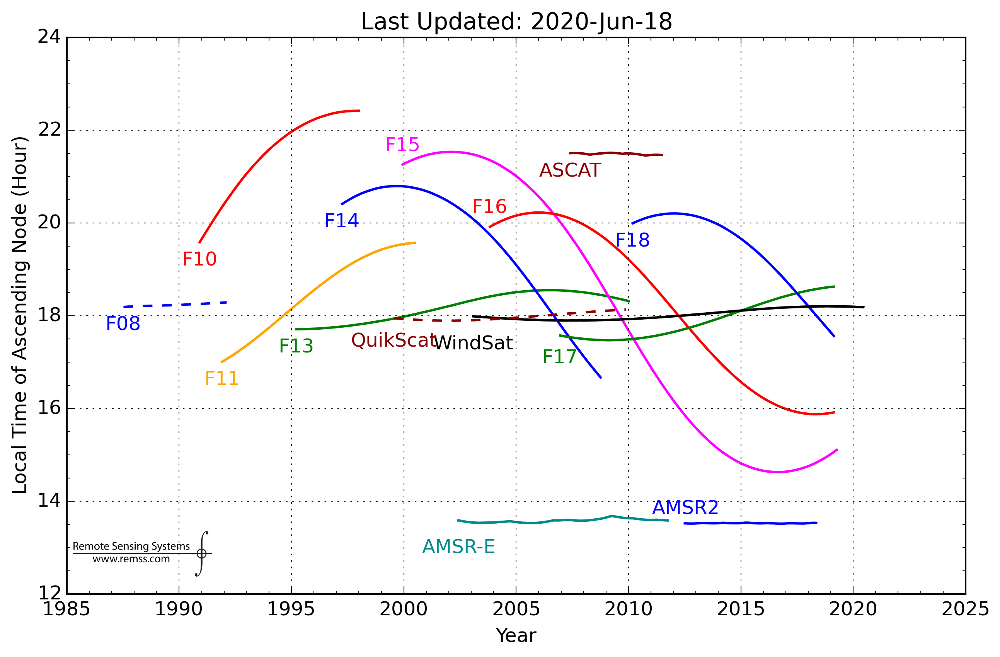 Last Updated: 2020-Jun-18
Local Time of Ascending Node (Hour)
24
22
20
18
16
14
12
F15
ASCAT
F16
F14
F18
F10
F08
QuikScat
WindSat
F13
F17
F11
AMSR2
AMSR-E
Remote Sensing Systems
www.remss.com
1985 1990 1995 2000 2005 2010 2015 2020 2025
Year